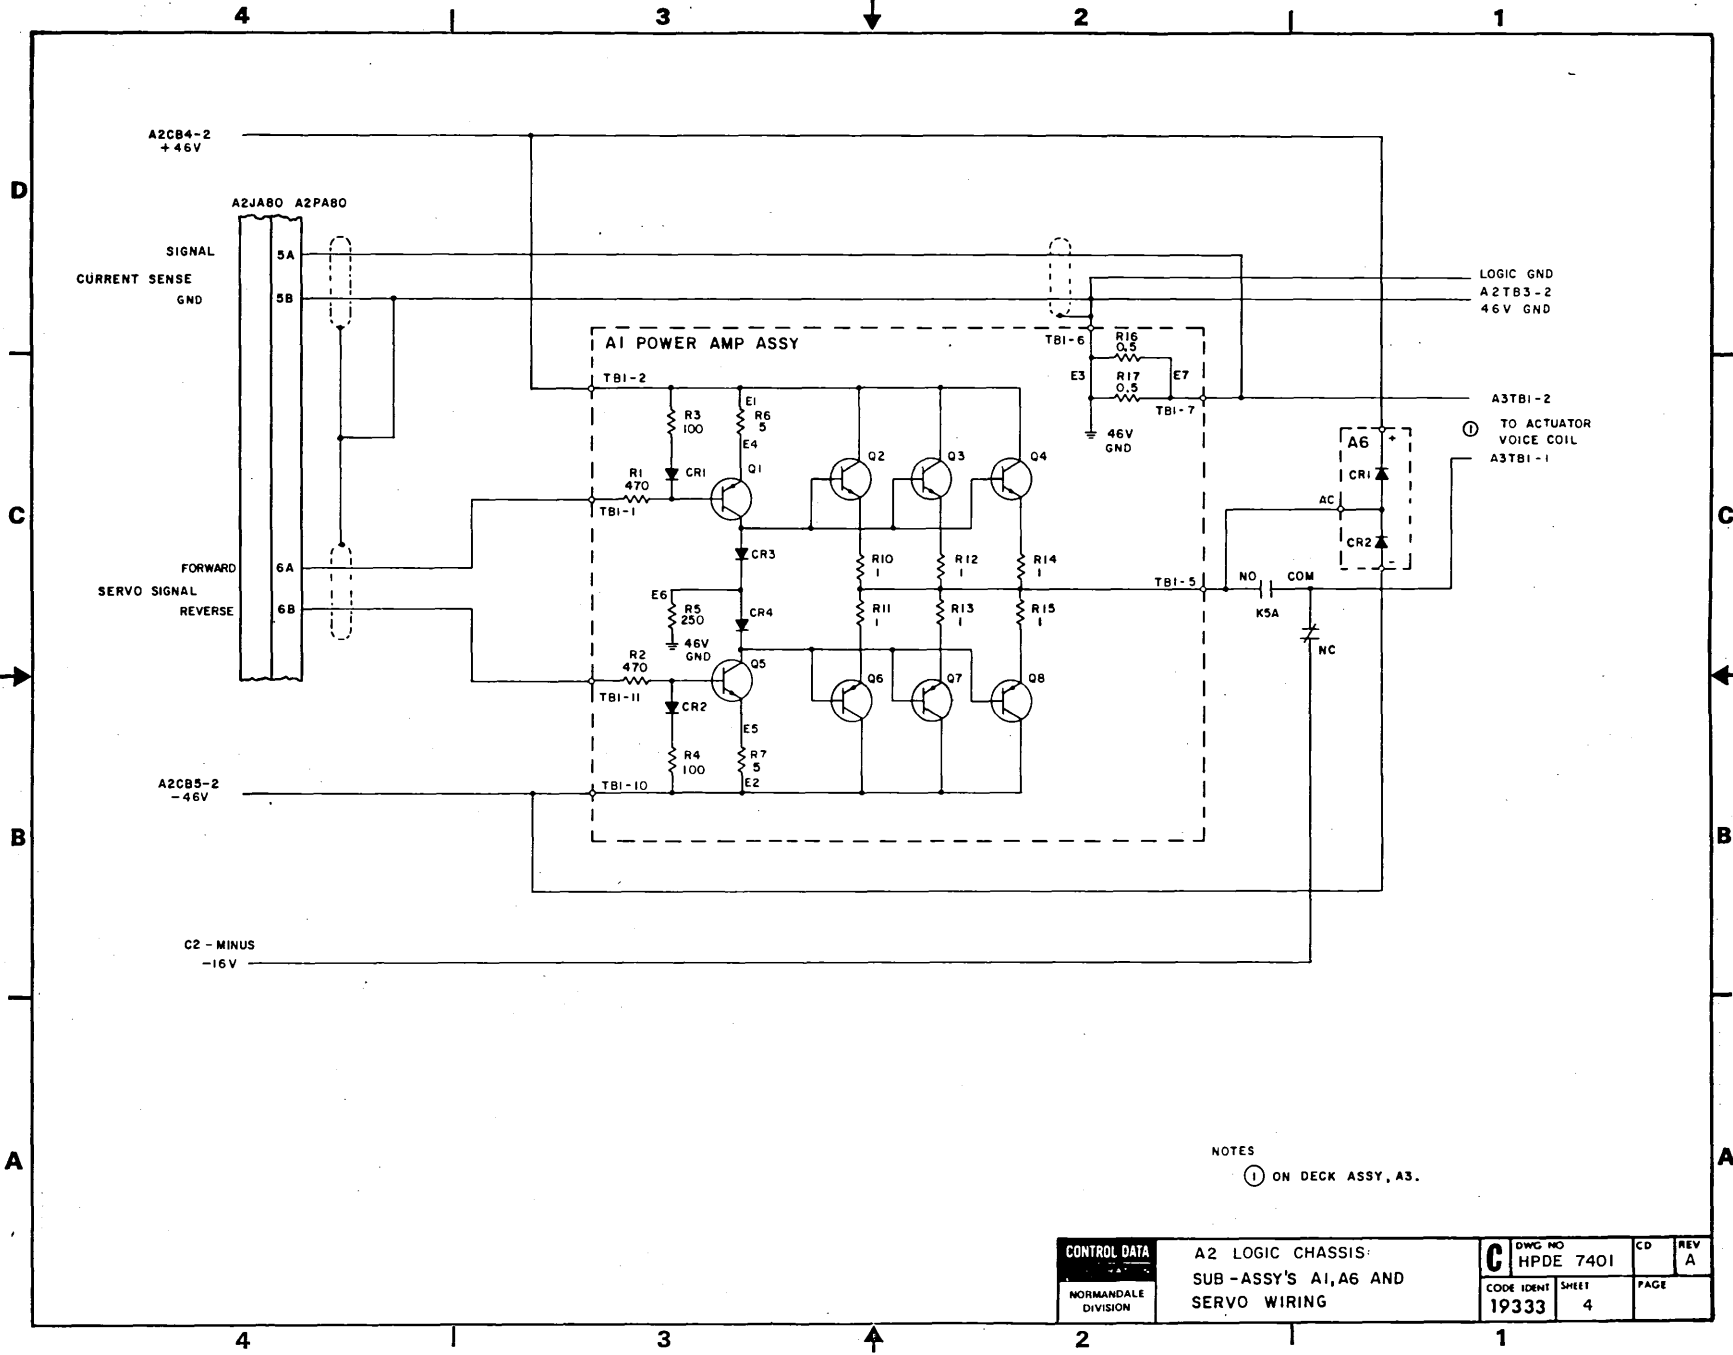 4 3 2 1
A2CB4-2
+46V
D
A2JA80 A2PA80
SIGNAL 5A
CURRENT SENSE
GND 5B
LOGIC GND
A2TB3-2
46V GND
A1 POWER AMP ASSY
TB1-6
R16
0.5
E3
R17
0.5
E7
TB1-7
A3TB1-2
46V
GND
1 TO ACTUATOR
VOICE COIL
A3TB1-1
TB1-2
R3
100
E1
R6
5
E4
CR1
Q1
Q2
Q3
Q4
R1
470
TB1-1
A6
+
CR1
AC
CR2
-
C
C
CR3
R10
1
R12
1
R14
1
FORWARD 6A
SERVO SIGNAL
REVERSE 6B
E6
R5
250
46V
GND
CR4
R11
1
R13
1
R15
1
TB1-5
NO
COM
K5A
NC
R2
470
TB1-11
CR2
Q5
Q6
Q7
Q8
E5
R4
100
R7
5
E2
A2CB5-2
-46V
TB1-10
B
B
C2-MINUS
-16V
A
A
NOTES
1 ON DECK ASSY, A3.
CONTROL DATA
NORMANDALE
DIVISION
A2 LOGIC CHASSIS
SUB-ASSY'S A1, A6 AND
SERVO WIRING
C
DWG NO
HPDE 7401
CD
REV
A
CODE IDENT
19333
SHEET
4
PAGE
4 3 2 1